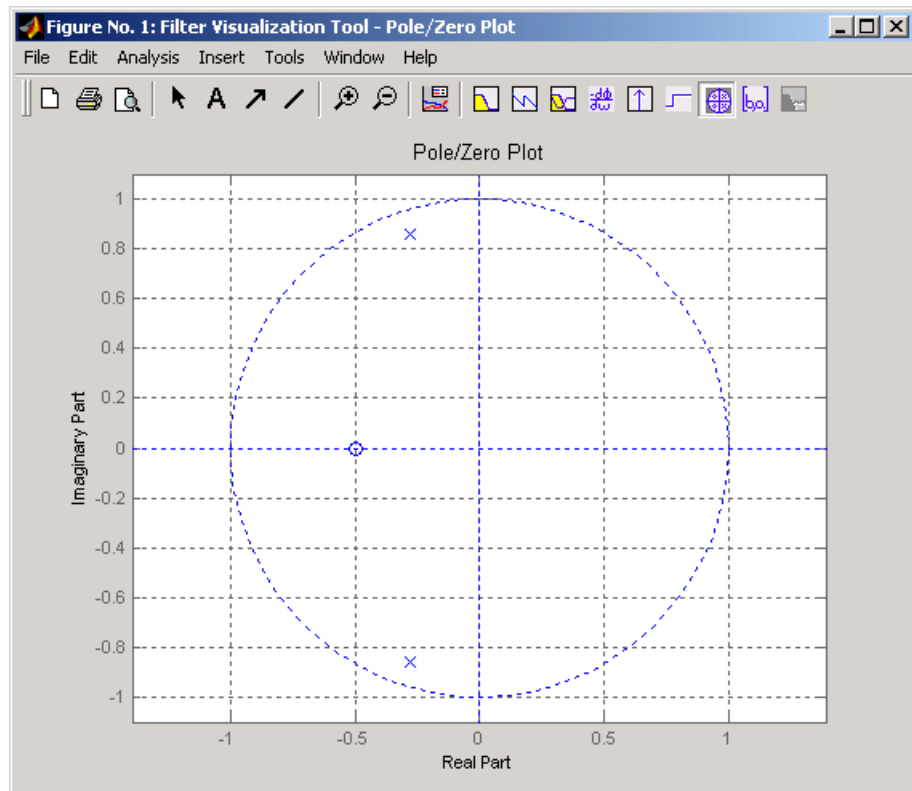 Figure No. 1: Filter Visualization Tool - Pole/Zero Plot
File Edit Analysis Insert Tools Window Help
A
Pole/Zero Plot
1
0.8
0.6
0.4
0.2
0
-0.2
-0.4
-0.6
-0.8
-1
Imaginary Part
-1 -0.5 0 0.5 1
Real Part